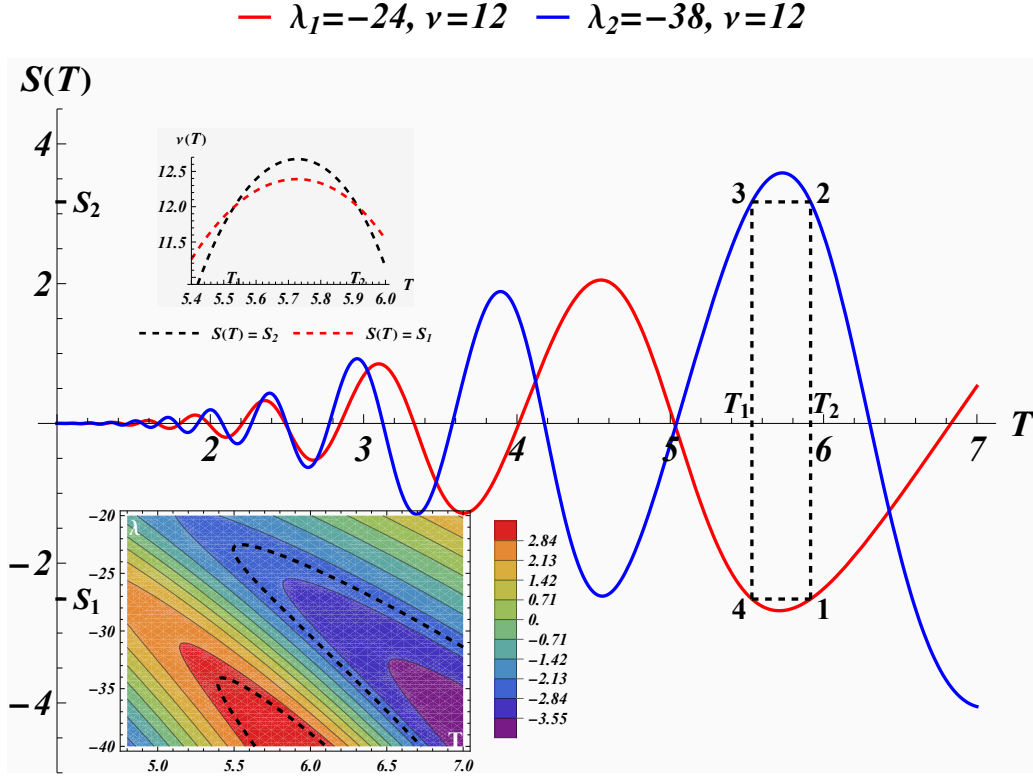 λ₁=−24, ν=12 λ₂=−38, ν=12
S(T)
4
S₂
2
−2
S₁
−4
2 3 4 5 6 7 T
3 2
T₁ T₂
4 1
ν(T)
12.5
12.0
11.5
T₁ T₂ T
5.4 5.5 5.6 5.7 5.8 5.9 6.0
S(T) = S₂ S(T) = S₁
−20
−25
−30
−35
−40
λ
T
5.0 5.5 6.0 6.5 7.0
2.84
2.13
1.42
0.71
0.
−0.71
−1.42
−2.13
−2.84
−3.55